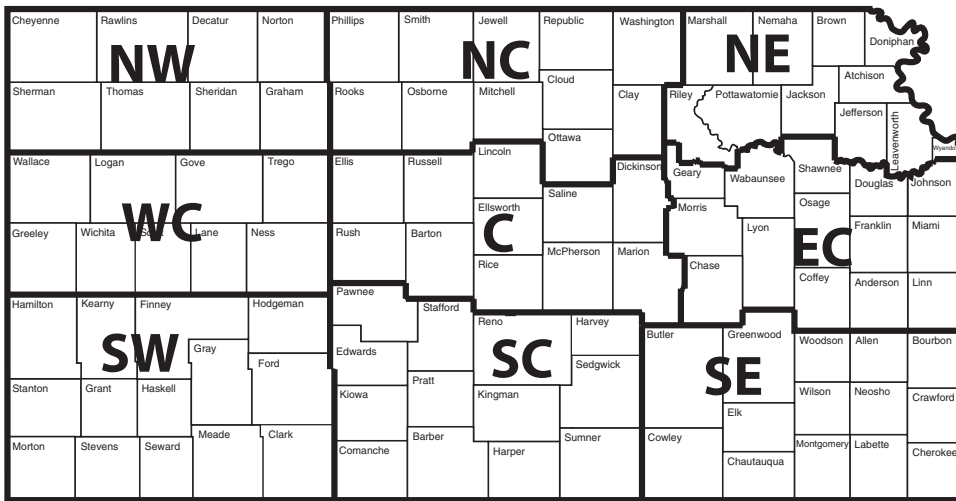 Cheyenne Rawlins Decatur Norton Phillips Smith Jewell Republic Washington Marshall Nemaha Brown
Doniphan
NW NC NE
Atchison
Sherman Thomas Sheridan Graham Rooks Osborne Mitchell Cloud Clay Riley Pottawatomie Jackson
Jefferson Leavenworth
Ottawa
Wyando
Wallace Logan Gove Trego Ellis Russell Lincoln Dickinson Geary Wabaunsee Shawnee Douglas Johnson
Saline
WC C EC
Ellsworth Morris Osage
Greeley Wichita Lane Ness Rush Barton Lyon Franklin Miami
Rice McPherson Marion Chase Coffey Anderson Linn
Hamilton Kearny Finney Hodgeman Pawnee Stafford
Reno Harvey Butler Greenwood Woodson Allen Bourbon
SW SC SE
Gray Ford Edwards Sedgwick
Stanton Grant Haskell Kiowa Pratt Kingman Wilson Neosho Crawford
Elk
Morton Stevens Seward Meade Clark Comanche Barber Harper Sumner Cowley Montgomery Labette Cherokee
Chautauqua